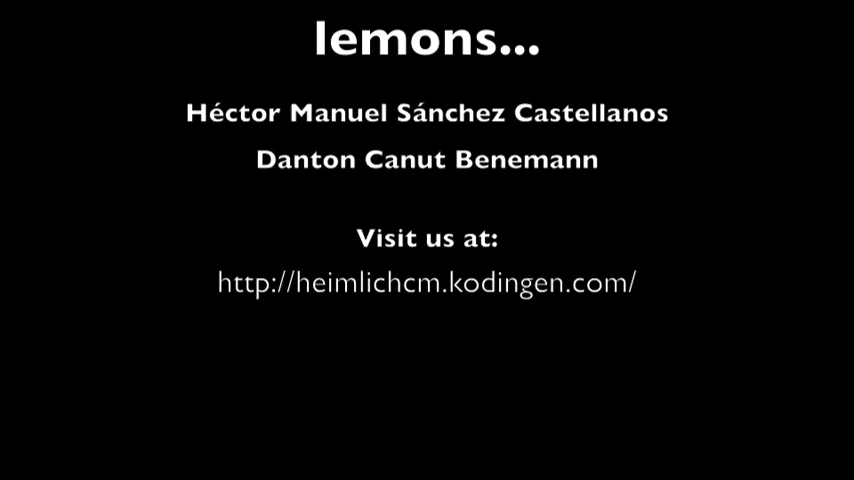 lemons...
Héctor Manuel Sánchez Castellanos
Danton Canut Benemann
Visit us at:
http://heimlichcm.kodingen.com/